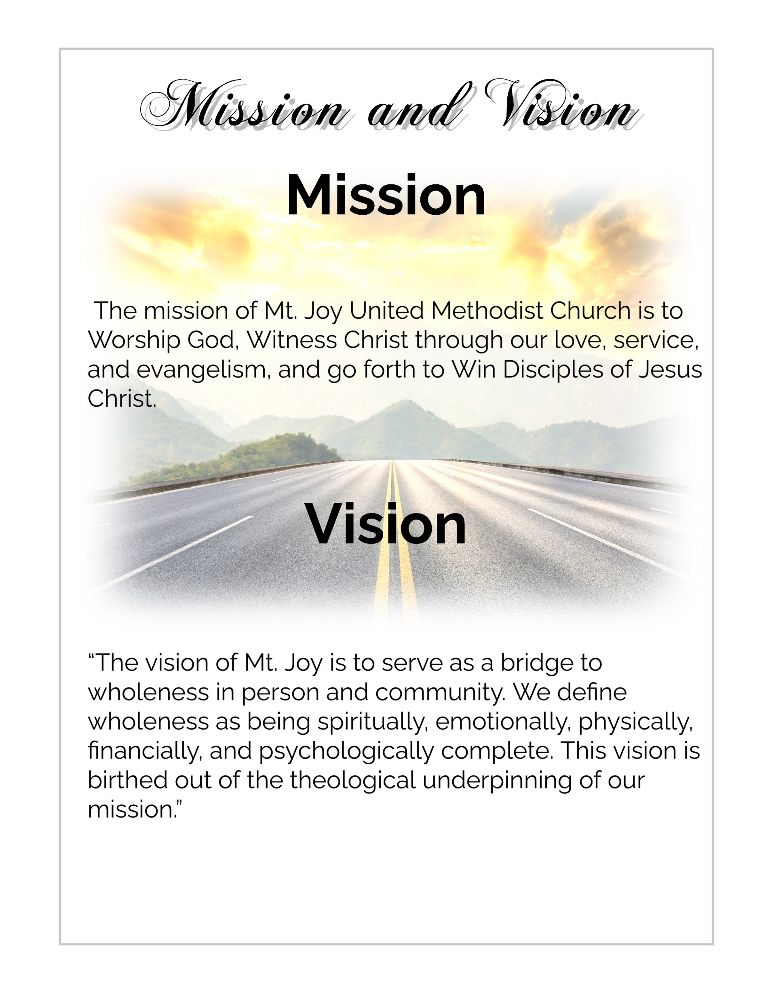 Mission and Vision
Mission
The mission of Mt. Joy United Methodist Church is to
Worship God, Witness Christ through our love, service,
and evangelism, and go forth to Win Disciples of Jesus
Christ.
Vision
“The vision of Mt. Joy is to serve as a bridge to
wholeness in person and community. We define
wholeness as being spiritually, emotionally, physically,
financially, and psychologically complete. This vision is
birthed out of the theological underpinning of our
mission.”